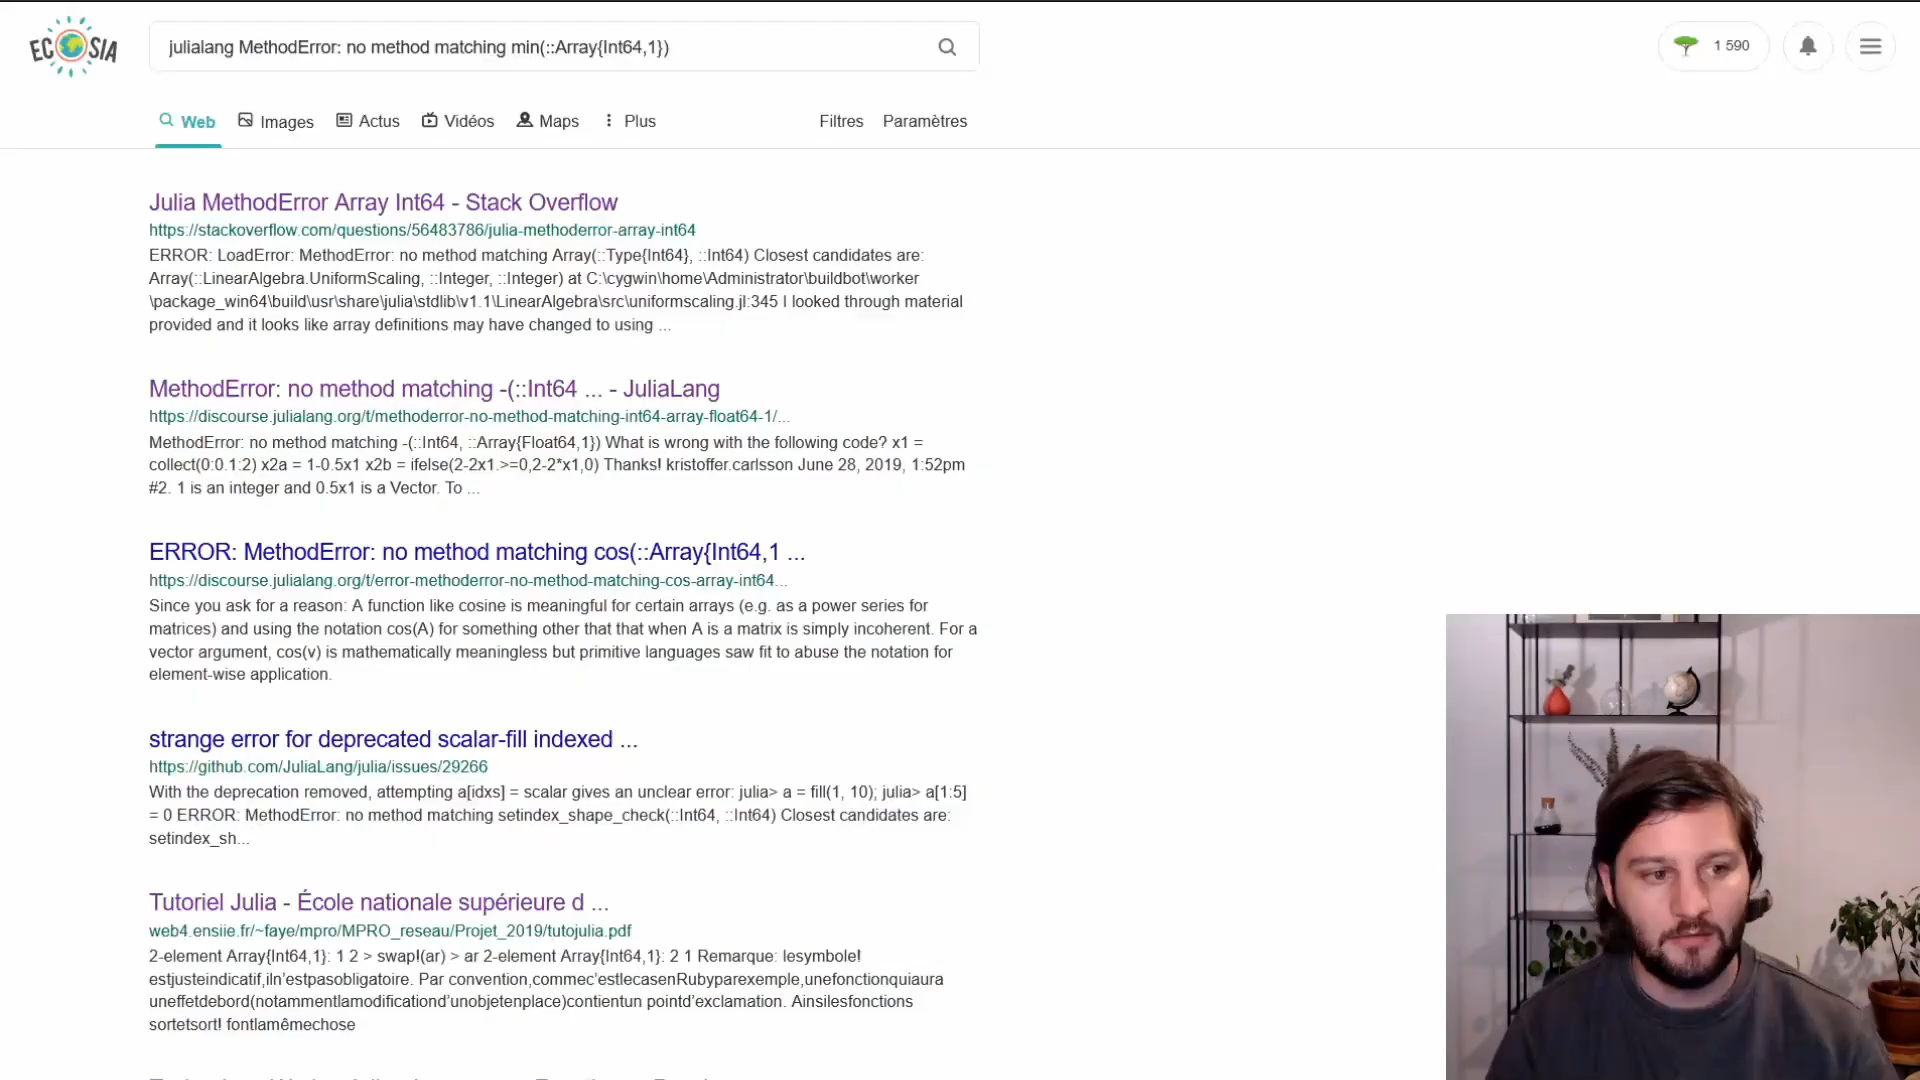 ECOSIA
julialang MethodError: no method matching min(::Array{Int64,1})
1 590
Web Images Actus Vidéos Maps Plus Filtres Paramètres
Julia MethodError Array Int64 - Stack Overflow
https://stackoverflow.com/questions/56483786/julia-methoderror-array-int64
ERROR: LoadError: MethodError: no method matching Array(::Type{Int64}, ::Int64) Closest candidates are:
Array(::LinearAlgebra.UniformScaling, ::Integer, ::Integer) at C:\cygwin\home\Administrator\buildbot\worker
\package_win64\build\usr\share\julia\stdlib\v1.1\LinearAlgebra\src\uniformscaling.jl:345 I looked through material
provided and it looks like array definitions may have changed to using ...
MethodError: no method matching -(::Int64 ... - JuliaLang
https://discourse.julialang.org/t/methoderror-no-method-matching-int64-array-float64-1/...
MethodError: no method matching -(::Int64, ::Array{Float64,1}) What is wrong with the following code? x1 =
collect(0:0.1:2) x2a = 1-0.5x1 x2b = ifelse(2-2x1.>=0,2-2*x1,0) Thanks! kristoffer.carlsson June 28, 2019, 1:52pm
#2. 1 is an integer and 0.5x1 is a Vector. To ...
ERROR: MethodError: no method matching cos(::Array{Int64,1 ...
https://discourse.julialang.org/t/error-methoderror-no-method-matching-cos-array-int64...
Since you ask for a reason: A function like cosine is meaningful for certain arrays (e.g. as a power series for
matrices) and using the notation cos(A) for something other that that when A is a matrix is simply incoherent. For a
vector argument, cos(v) is mathematically meaningless but primitive languages saw fit to abuse the notation for
element-wise application.
strange error for deprecated scalar-fill indexed ...
https://github.com/JuliaLang/julia/issues/29266
With the deprecation removed, attempting a[idxs] = scalar gives an unclear error: julia> a = fill(1, 10); julia> a[1:5]
= 0 ERROR: MethodError: no method matching setindex_shape_check(::Int64, ::Int64) Closest candidates are:
setindex_sh...
Tutoriel Julia - École nationale supérieure d ...
web4.ensiie.fr/~faye/mpro/MPRO_reseau/Projet_2019/tutojulia.pdf
2-element Array{Int64,1}: 1 2 > swap!(ar) > ar 2-element Array{Int64,1}: 2 1 Remarque: lesymbole!
estjusteindicatif,iln’estpasobligatoire. Par convention,commec’estlecasenRubyparexemple,unefonctionquiaura
uneffetdebord(notammentlamodificationd’unobjetenplace)contientun pointd’exclamation. Ainsilesfonctions
sortetsort! fontlamêmechose